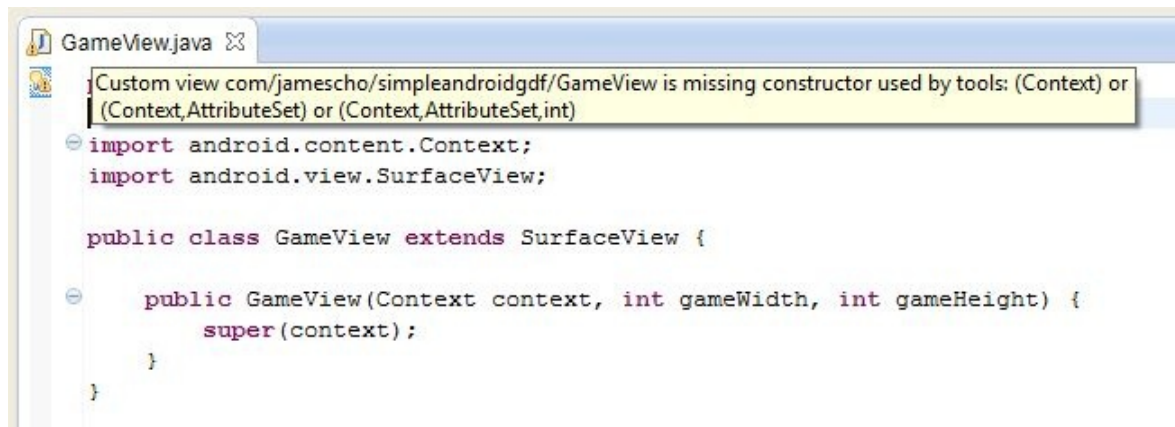 GameView.java
Custom view com/jamescho/simpleandroidgdf/GameView is missing constructor used by tools: (Context) or
(Context,AttributeSet) or (Context,AttributeSet,int)
import android.content.Context;
import android.view.SurfaceView;
public class GameView extends SurfaceView {
public GameView(Context context, int gameWidth, int gameHeight) {
super(context);
}
}